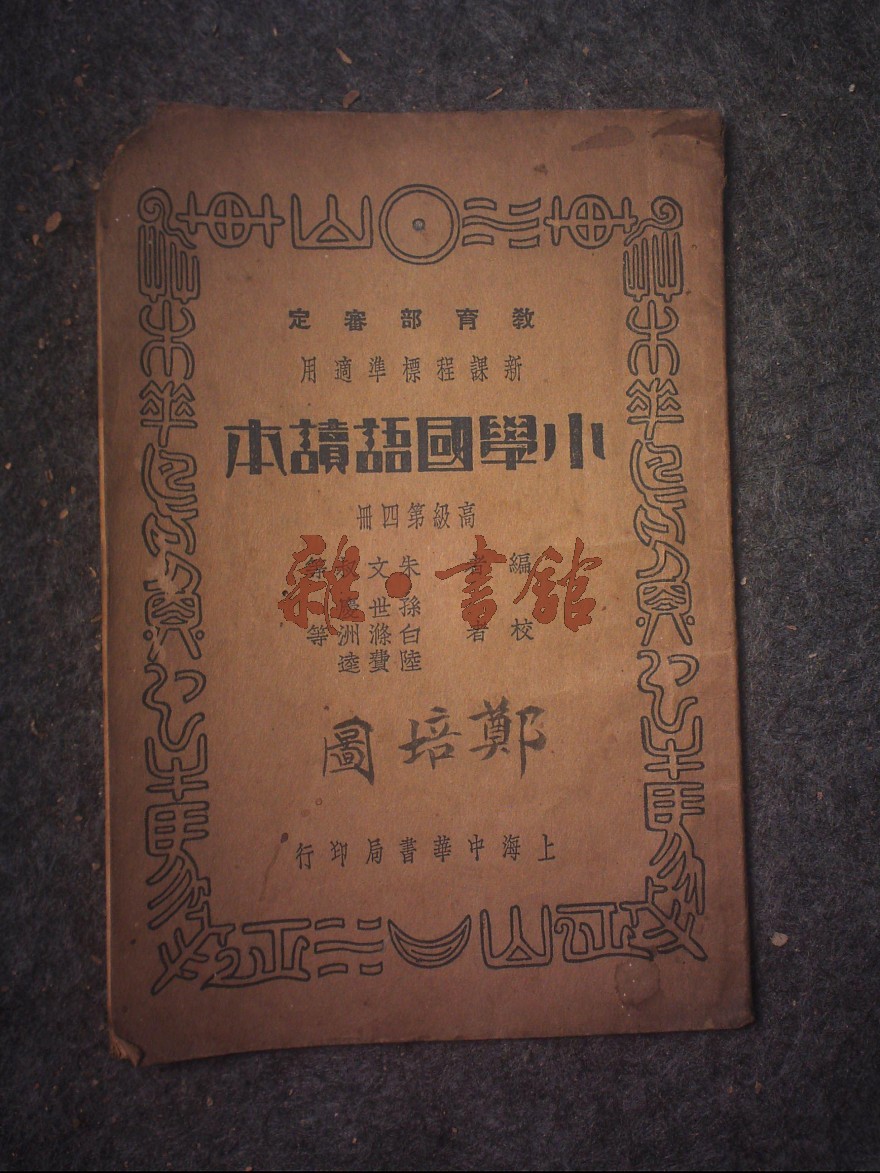 教育部審定
新課程標準適用
小學國語讀本
高級第四冊
編者 朱文叔等
校者 孫世慶 白滌洲 陸費逵 等
鄭培圖
上海中華書局印行
雜·書館